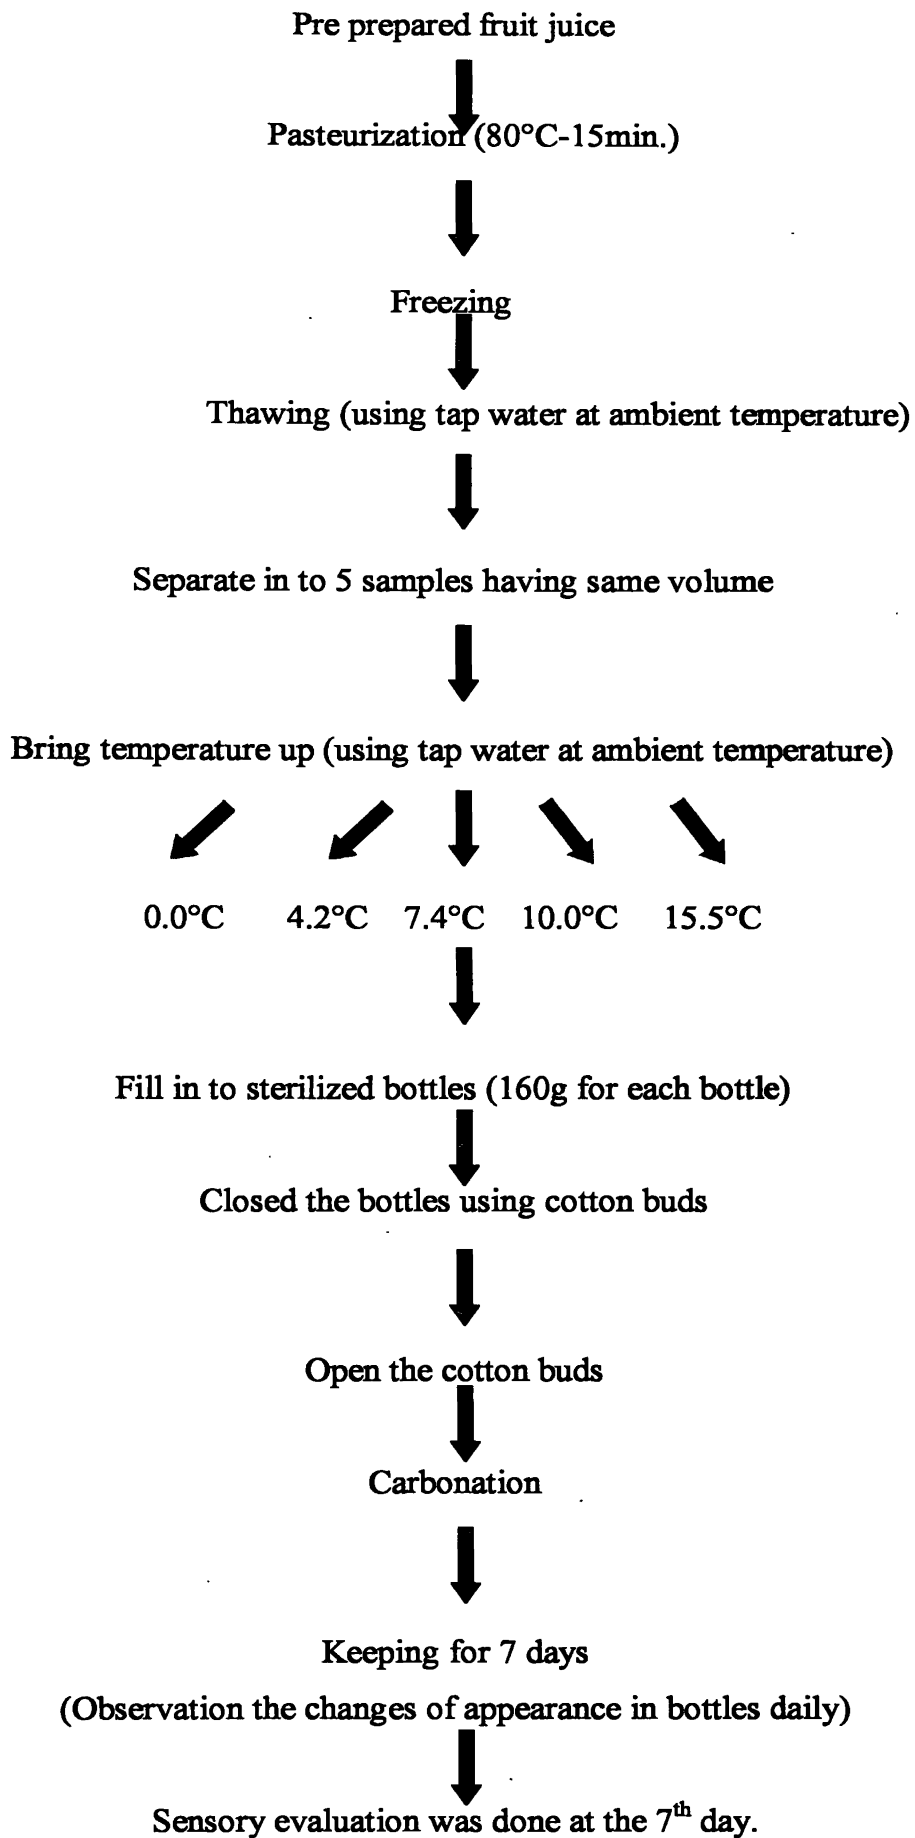 Pre prepared fruit juice
Pasteurization (80°C-15min.)
Freezing
Thawing (using tap water at ambient temperature)
Separate in to 5 samples having same volume
Bring temperature up (using tap water at ambient temperature)
0.0°C 4.2°C 7.4°C 10.0°C 15.5°C
Fill in to sterilized bottles (160g for each bottle)
Closed the bottles using cotton buds
Open the cotton buds
Carbonation
Keeping for 7 days
(Observation the changes of appearance in bottles daily)
Sensory evaluation was done at the 7th day.